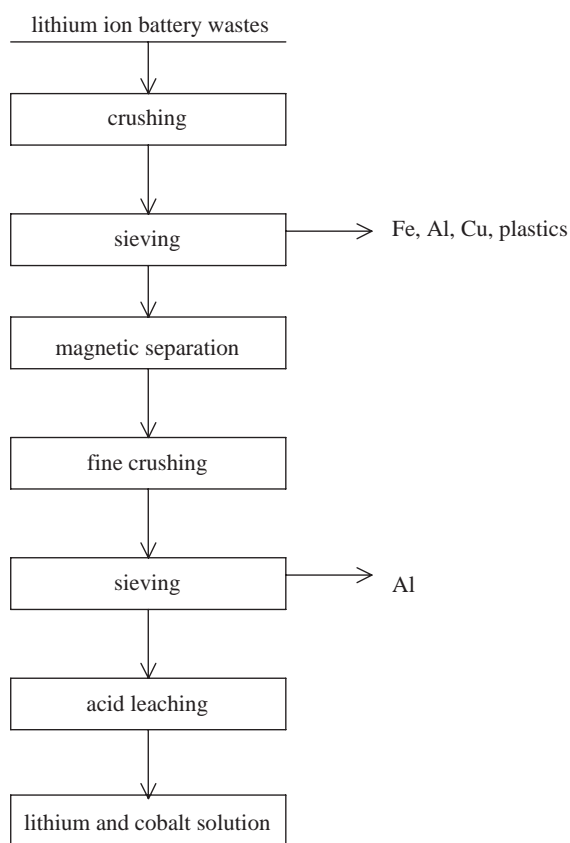 lithium ion battery wastes
crushing
sieving
Fe, Al, Cu, plastics
magnetic separation
fine crushing
sieving
Al
acid leaching
lithium and cobalt solution